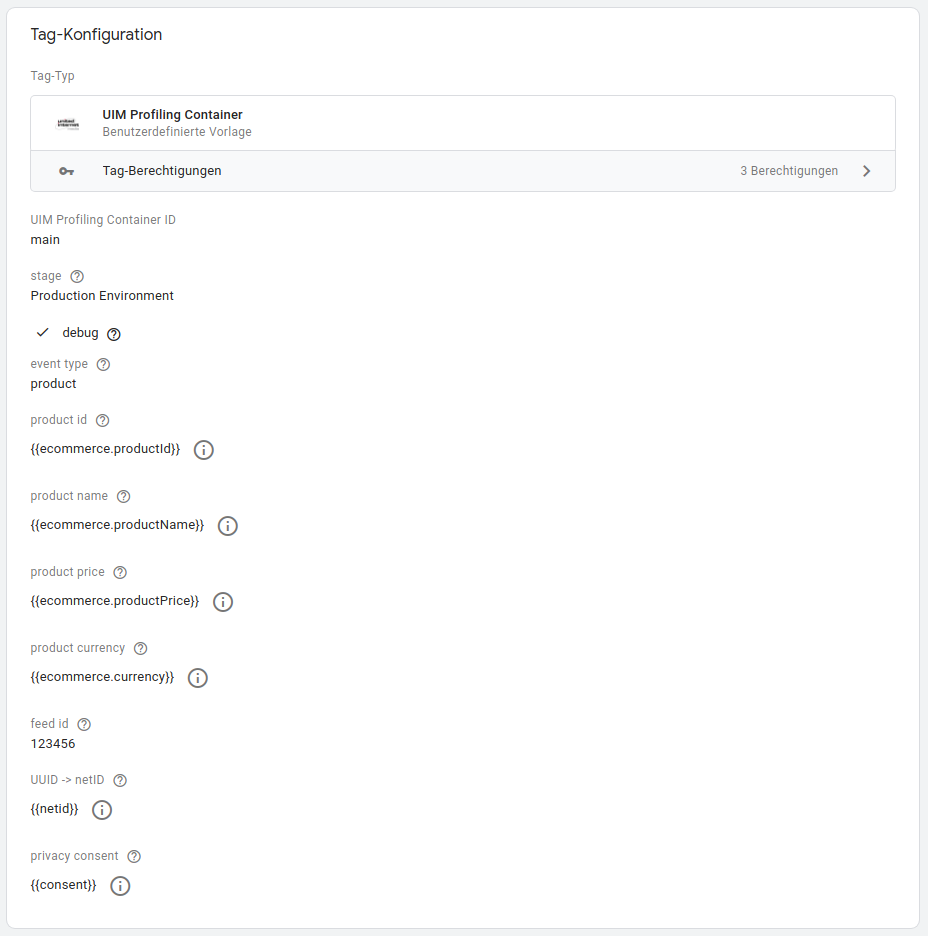 Tag-Konfiguration
Tag-Typ
UIM Profiling Container
Benutzerdefinierte Vorlage
Tag-Berechtigungen 3 Berechtigungen
UIM Profiling Container ID
main
stage
Production Environment
debug
event type
product
product id
{{ecommerce.productId}}
product name
{{ecommerce.productName}}
product price
{{ecommerce.productPrice}}
product currency
{{ecommerce.currency}}
feed id
123456
UUID -> netID
{{netid}}
privacy consent
{{consent}}